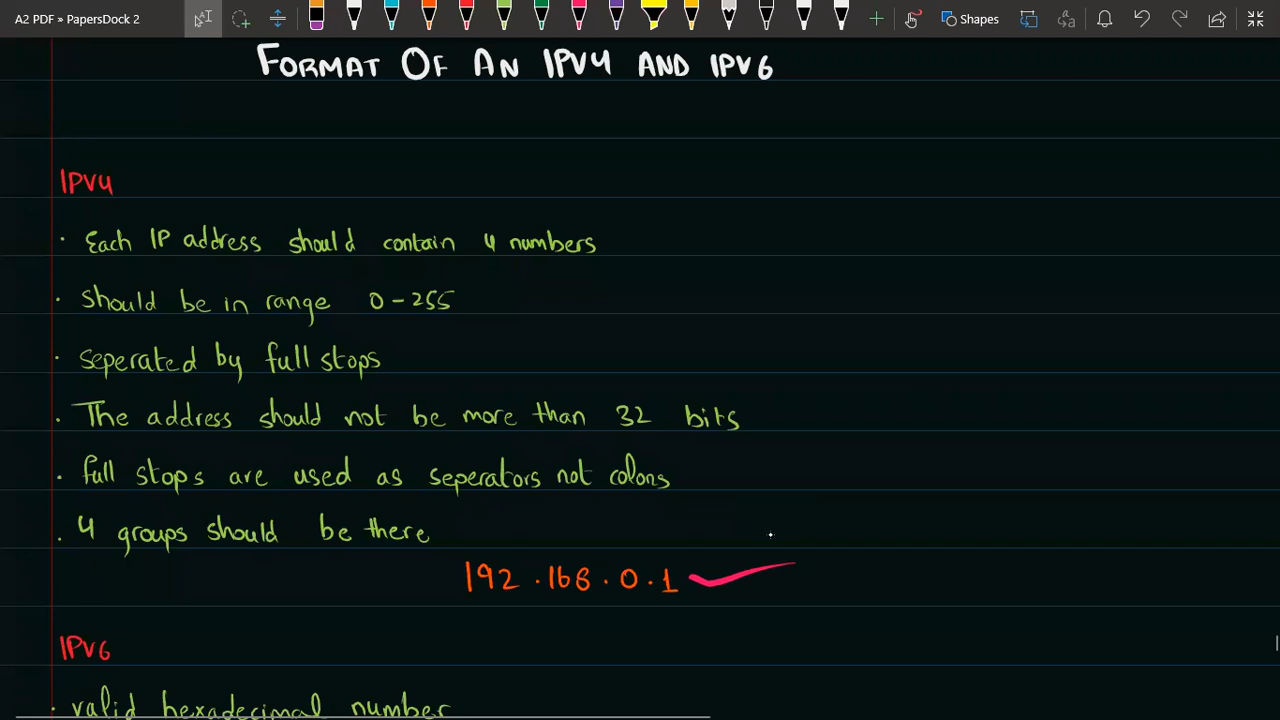 A2 PDF » PapersDock 2
Shapes
FORMAT OF AN IPV4 AND IPV6
IPV4
· Each IP address should contain 4 numbers
· Should be in range 0-255
· seperated by full stops
· The address should not be more than 32 bits
· full stops are used as seperators not colons
· 4 groups should be there
192.168.0.1
IPV6
· valid hexadecimal number